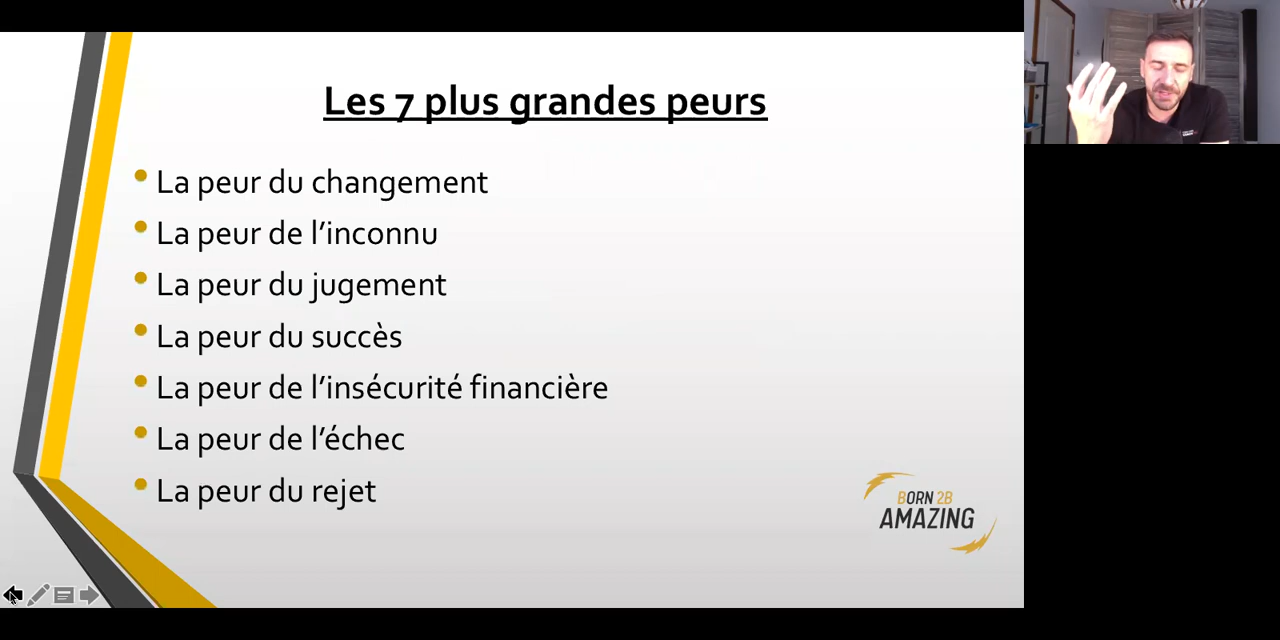 Les 7 plus grandes peurs
La peur du changement
La peur de l’inconnu
La peur du jugement
La peur du succès
La peur de l’insécurité financière
La peur de l’échec
La peur du rejet
BORN 2B
AMAZING